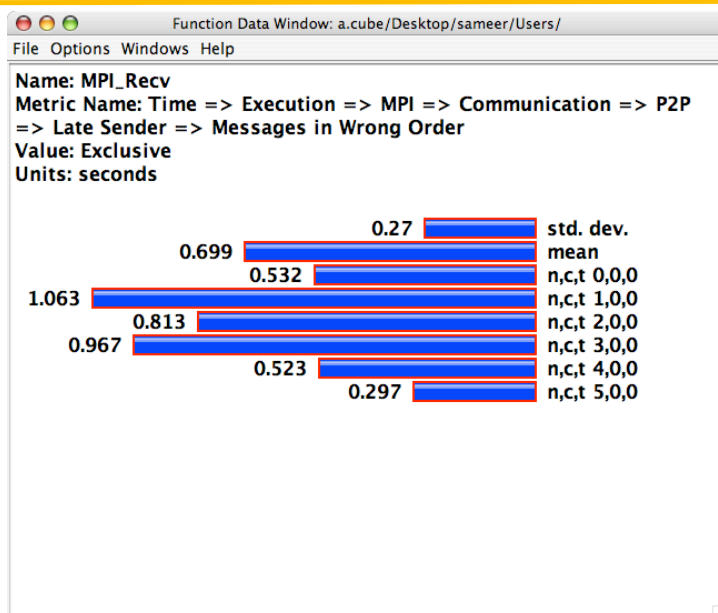 Function Data Window: a.cube/Desktop/sameer/Users/
File Options Windows Help
Name: MPI_Recv
Metric Name: Time => Execution => MPI => Communication => P2P
=> Late Sender => Messages in Wrong Order
Value: Exclusive
Units: seconds
0.27 std. dev.
0.699 mean
0.532 n,c,t 0,0,0
1.063 n,c,t 1,0,0
0.813 n,c,t 2,0,0
0.967 n,c,t 3,0,0
0.523 n,c,t 4,0,0
0.297 n,c,t 5,0,0